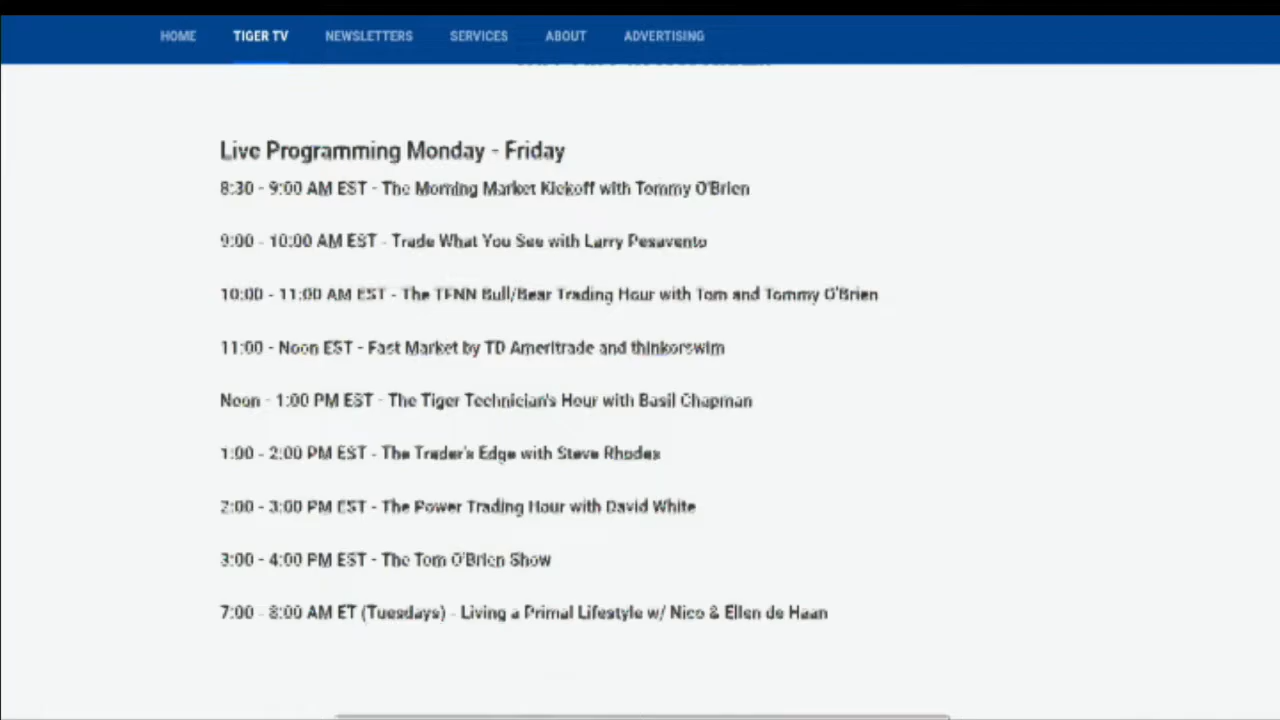 HOME TIGER TV NEWSLETTERS SERVICES ABOUT ADVERTISING
Live Programming Monday - Friday
8:30 - 9:00 AM EST - The Morning Market Kickoff with Tommy O'Brien
9:00 - 10:00 AM EST - Trade What You See with Larry Pesavento
10:00 - 11:00 AM EST - The TFNN Bull/Bear Trading Hour with Tom and Tommy O'Brien
11:00 - Noon EST - Fast Market by TD Ameritrade and thinkorswim
Noon - 1:00 PM EST - The Tiger Technician's Hour with Basil Chapman
1:00 - 2:00 PM EST - The Trader's Edge with Steve Rhodes
2:00 - 3:00 PM EST - The Power Trading Hour with David White
3:00 - 4:00 PM EST - The Tom O'Brien Show
7:00 - 8:00 AM ET (Tuesdays) - Living a Primal Lifestyle w/ Nico & Ellen de Haan